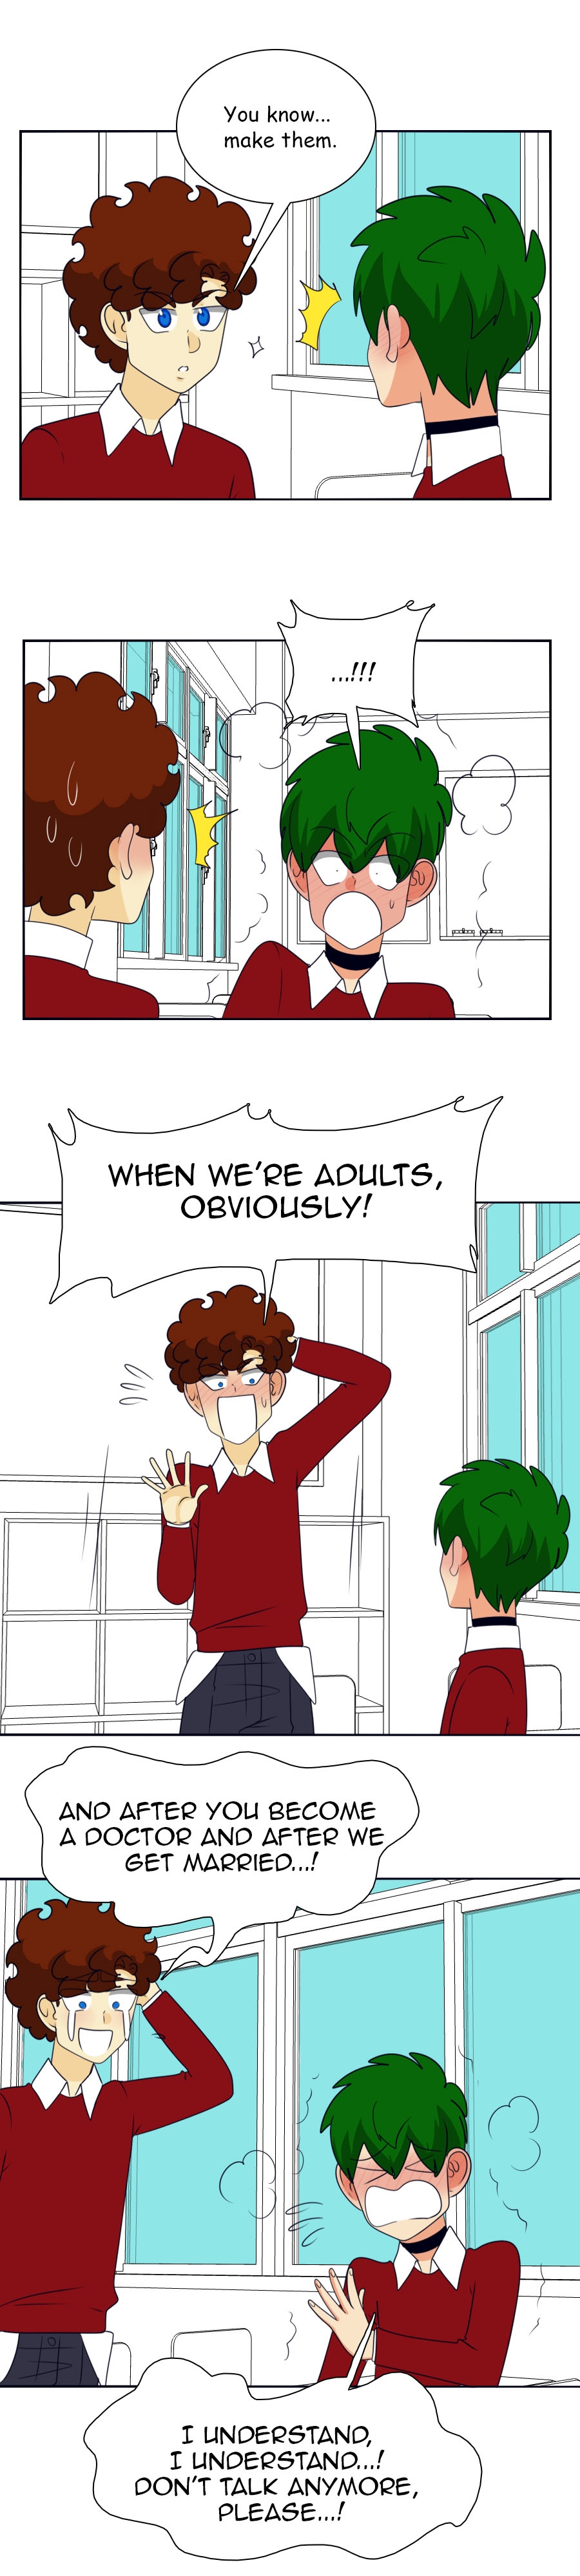 You know...
make them.
...!!!
WHEN WE'RE ADULTS,
OBVIOUSLY!
AND AFTER YOU BECOME
A DOCTOR AND AFTER WE
GET MARRIED...!
I UNDERSTAND,
I UNDERSTAND...!
DON'T TALK ANYMORE,
PLEASE...!